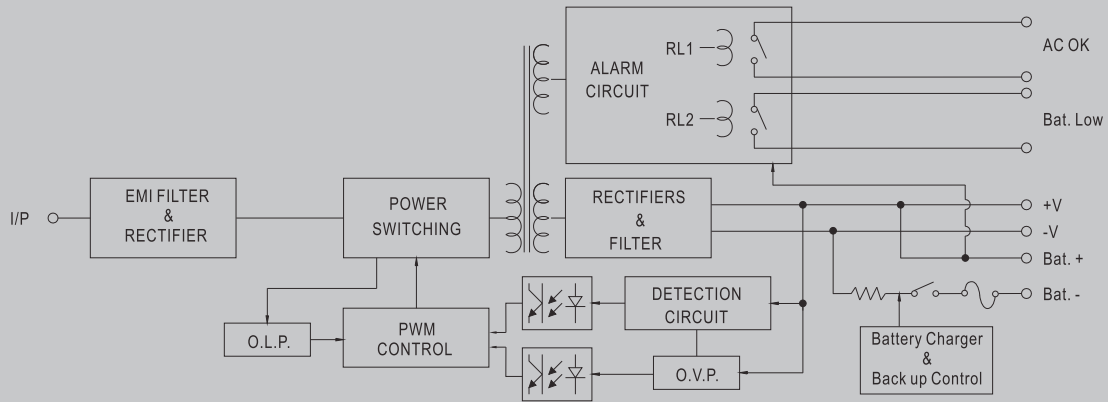 ALARM
CIRCUIT
RL1
RL2
AC OK
Bat. Low
I/P
EMI FILTER
&
RECTIFIER
POWER
SWITCHING
RECTIFIERS
&
FILTER
+V
-V
Bat. +
Bat. -
O.L.P.
PWM
CONTROL
DETECTION
CIRCUIT
O.V.P.
Battery Charger
&
Back up Control